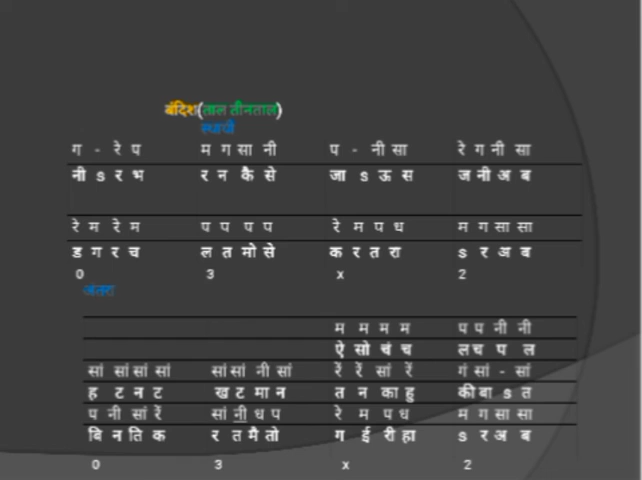 बंदिश(ताल तीनताल)
स्थायी
ग - रे प म ग सा नी प - नी सा रे ग नी सा
नी s र भ र न कै से जा s ऊ स ज नी अ ब
रे म रे म प प प प रे म प ध म ग सा सा
ड ग र च ल त मो से क र त रा s र अ ब
0 3 x 2
अंतरा
म म म म प प नी नी
ऐ सो चं च ल च प ल
सां सां सां सां सां सां नी सां रें रें सां रें गं सां - सां
ह ट न ट ख ट मा न त न का हु की बा s त
प नी सां रें सां नी ध प रे म प ध म ग सा सा
बि न ति क र त मै तो ग ई री हा s र अ ब
0 3 x 2